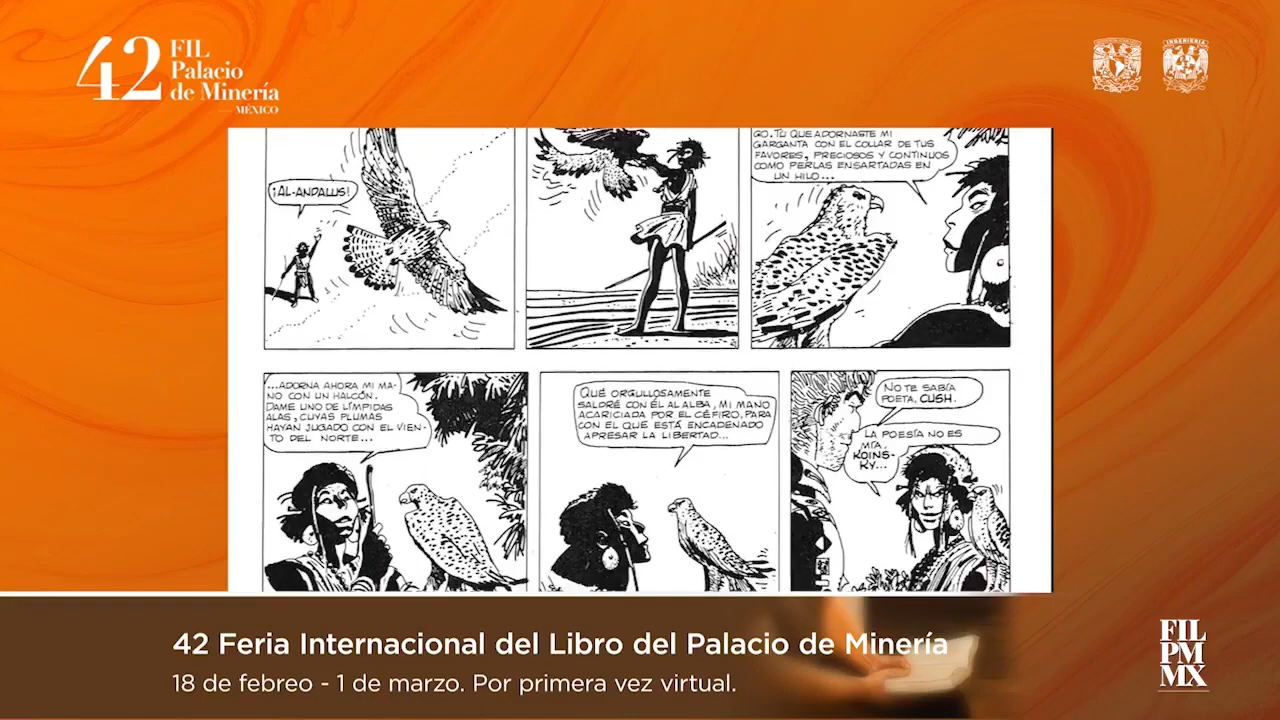 42
FIL
Palacio
de Minería
MÉXICO
INGENIERIA
¡AL-ANDALUS!
GO. TU QUE ADORNASTE MI
GARGANTA CON EL COLLAR DE TUS
FAVORES, PRECIOSOS Y CONTINUOS
COMO PERLAS ENSARTADAS EN
UN HILO...
...ADORNA AHORA MI MA-
NO CON UN HALCÓN.
DAME UNO DE LÍMPIDAS
ALAS, CUYAS PLUMAS
HAYAN JUGADO CON EL VIEN-
TO DEL NORTE...
QUÉ ORGULLOSAMENTE
SALDRÉ CON ÉL AL ALBA, MI MANO
ACARICIADA POR EL CÉFIRO, PARA
CON EL QUE ESTÁ ENCADENADO
APRESAR LA LIBERTAD...
NO TE SABÍA
POETA, CUSH.
LA POESÍA NO ES
MÍA,
KOINS-
KY...
42 Feria Internacional del Libro del Palacio de Minería
18 de febreo - 1 de marzo. Por primera vez virtual.
FIL
PM
MX